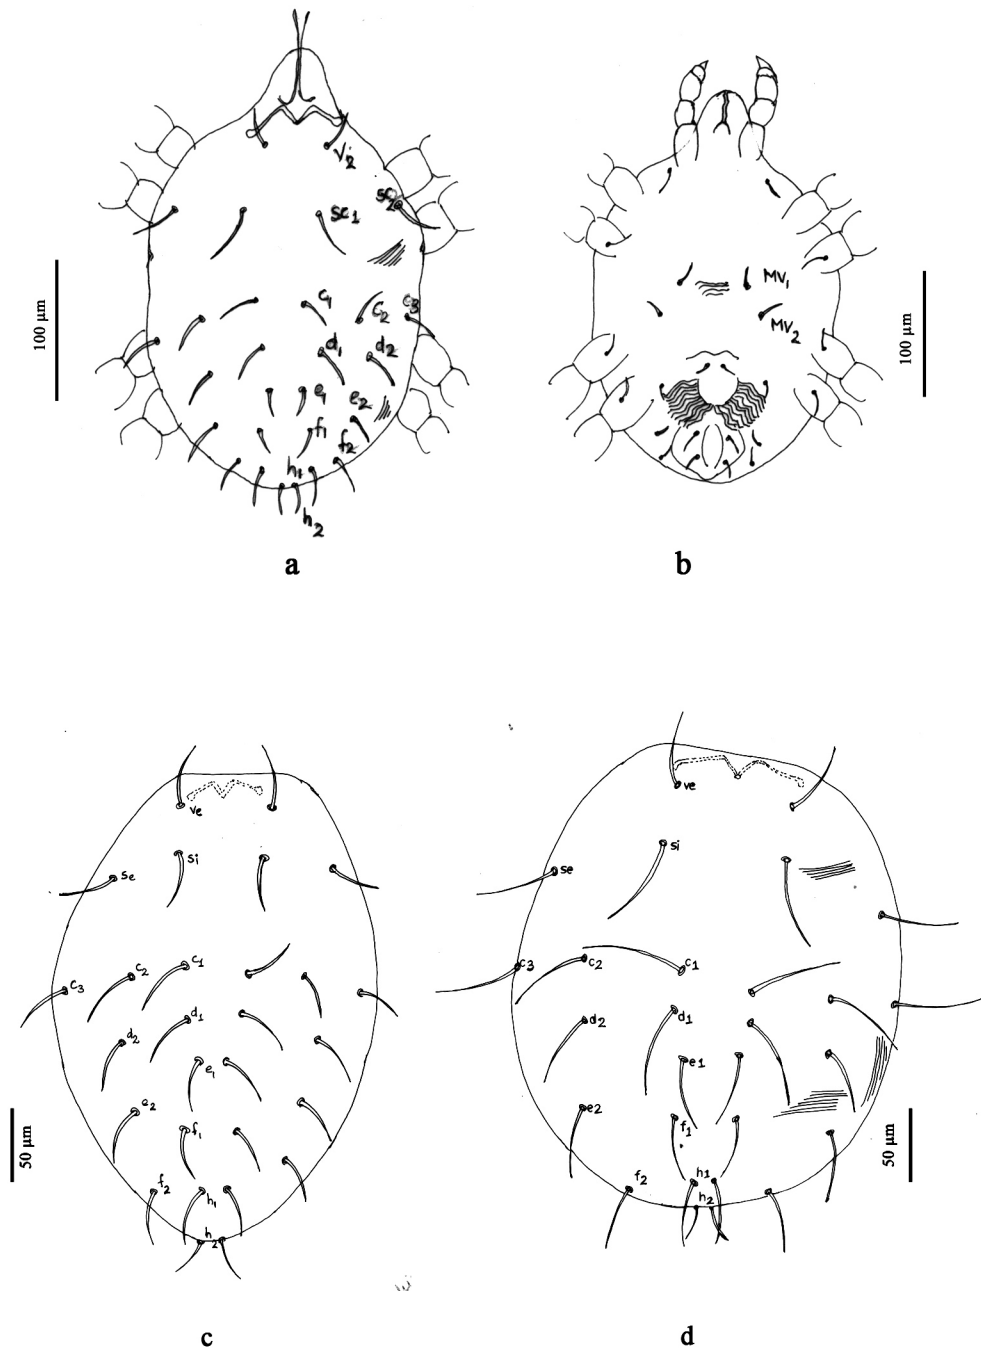 V2
sc2
sc1
c1
c2
c3
d1
d2
e1
e2
f1
f2
h1
h2
100 μm
a
MV1
MV2
100 μm
b
ve
si
se
c1
c2
c3
d1
d2
e1
e2
f1
f2
h1
h2
50 μm
c
ve
si
se
c3
c2
c1
d2
d1
e1
e2
f1
f2
h1
h2
50 μm
d